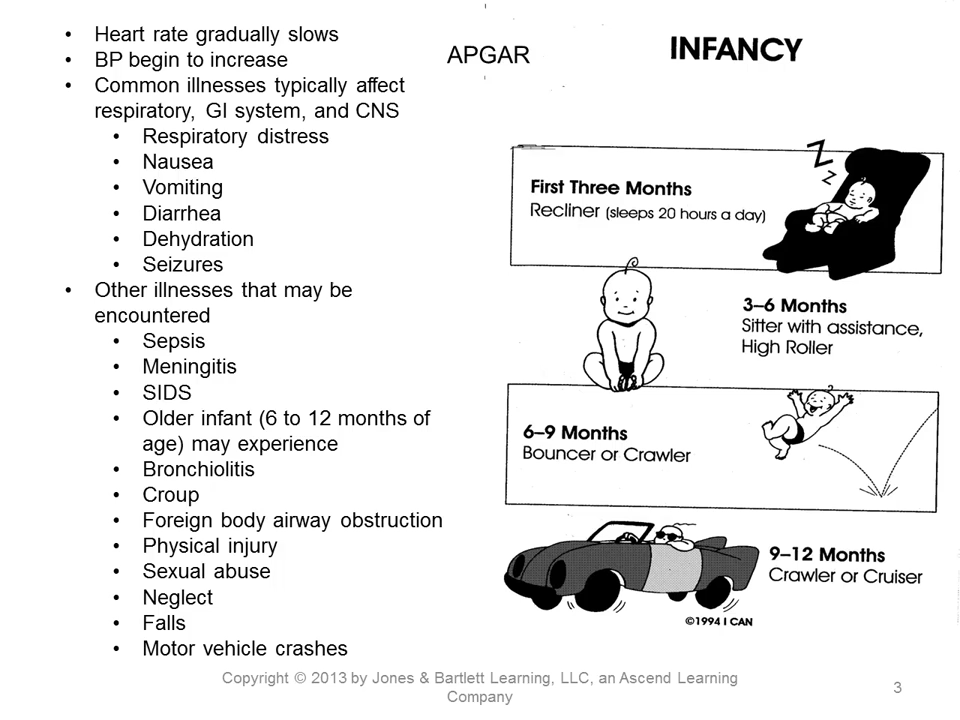 • Heart rate gradually slows
• BP begin to increase
• Common illnesses typically affect
respiratory, GI system, and CNS
• Respiratory distress
• Nausea
• Vomiting
• Diarrhea
• Dehydration
• Seizures
• Other illnesses that may be
encountered
• Sepsis
• Meningitis
• SIDS
• Older infant (6 to 12 months of
age) may experience
• Bronchiolitis
• Croup
• Foreign body airway obstruction
• Physical injury
• Sexual abuse
• Neglect
• Falls
• Motor vehicle crashes
APGAR
INFANCY
Z
Z
First Three Months
Recliner (sleeps 20 hours a day)
3–6 Months
Sitter with assistance,
High Roller
6–9 Months
Bouncer or Crawler
9–12 Months
Crawler or Cruiser
©1994 I CAN
Copyright © 2013 by Jones & Bartlett Learning, LLC, an Ascend Learning
Company
3